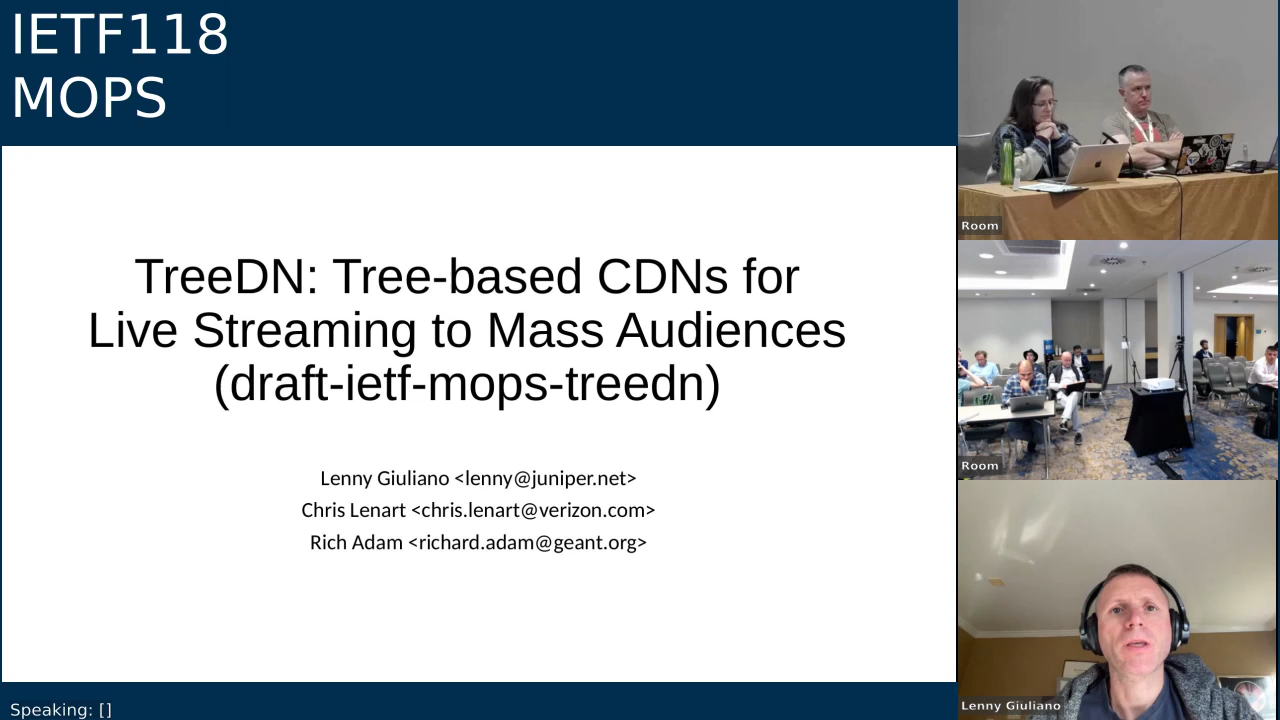 IETF118
MOPS
TreeDN: Tree-based CDNs for
Live Streaming to Mass Audiences
(draft-ietf-mops-treedn)
Lenny Giuliano <lenny@juniper.net>
Chris Lenart <chris.lenart@verizon.com>
Rich Adam <richard.adam@geant.org>
Speaking: []
Room
Room
Lenny Giuliano